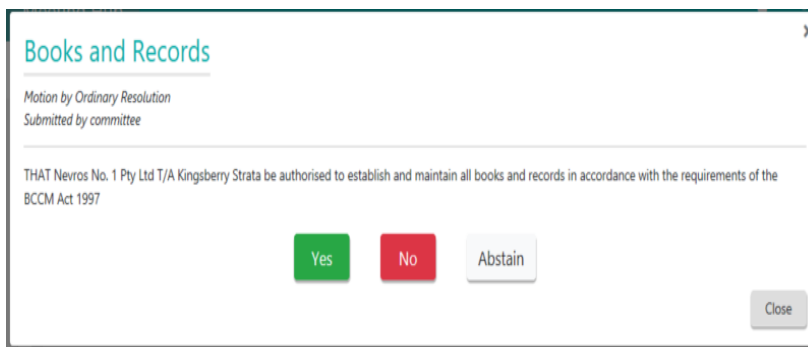 Books and Records
Motion by Ordinary Resolution
Submitted by committee
THAT Nevros No. 1 Pty Ltd T/A Kingsberry Strata be authorised to establish and maintain all books and records in accordance with the requirements of the
BCCM Act 1997
Yes No Abstain
Close